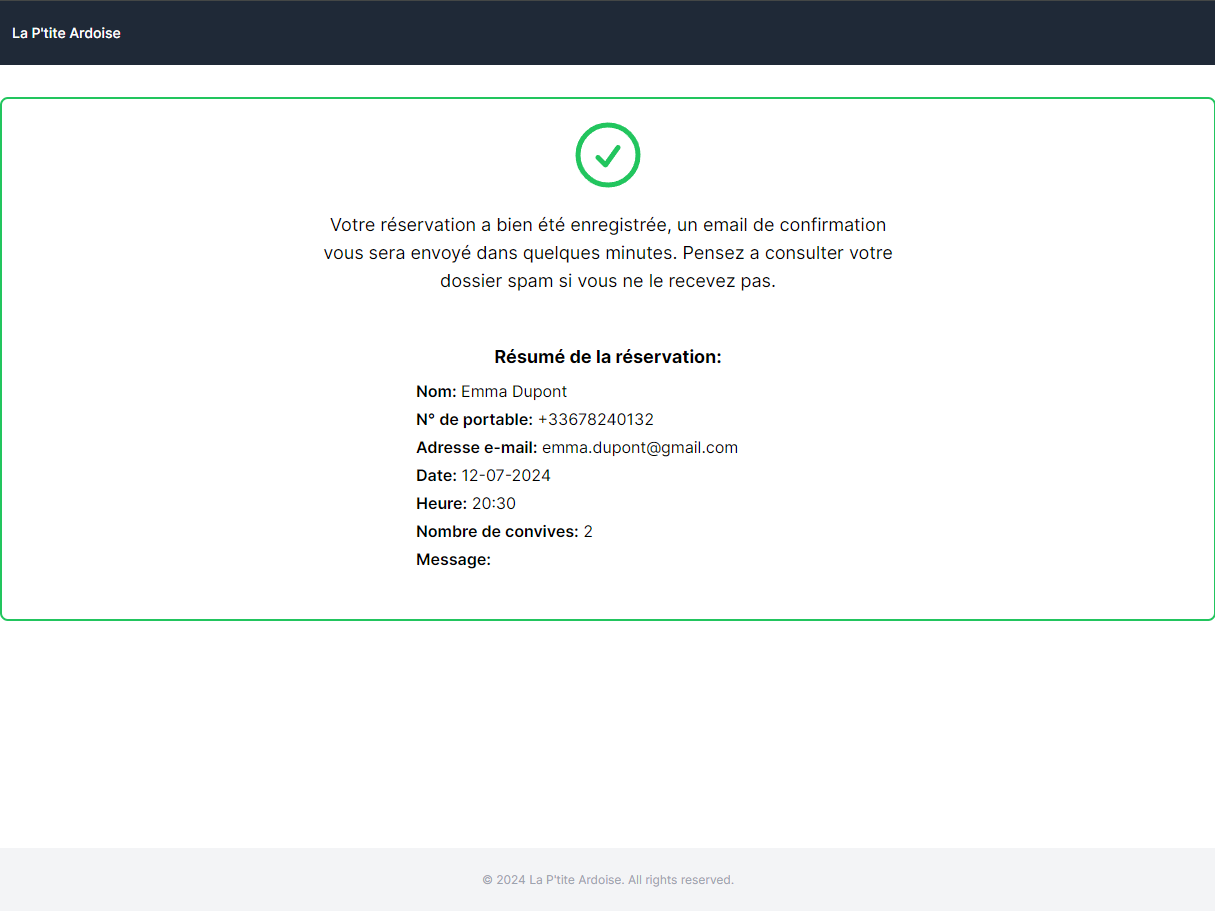 La P'tite Ardoise
Votre réservation a bien été enregistrée, un email de confirmation
vous sera envoyé dans quelques minutes. Pensez a consulter votre
dossier spam si vous ne le recevez pas.
Résumé de la réservation:
Nom: Emma Dupont
N° de portable: +33678240132
Adresse e-mail: emma.dupont@gmail.com
Date: 12-07-2024
Heure: 20:30
Nombre de convives: 2
Message:
© 2024 La P'tite Ardoise. All rights reserved.